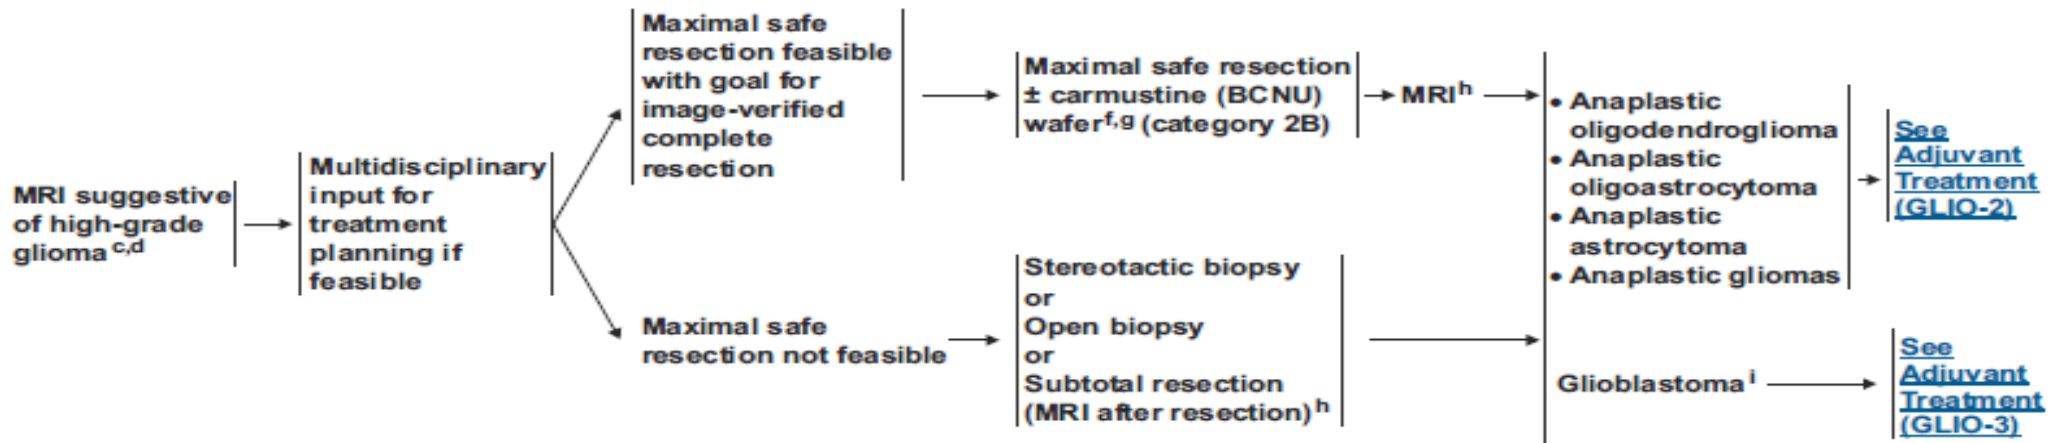 MRI suggestive
of high-grade
glioma c,d
Multidisciplinary
input for
treatment
planning if
feasible
Maximal safe
resection feasible
with goal for
image-verified
complete
resection
Maximal safe resection
± carmustine (BCNU)
wafer f,g (category 2B)
MRI h
Maximal safe
resection not feasible
Stereotactic biopsy
or
Open biopsy
or
Subtotal resection
(MRI after resection) h
• Anaplastic
oligodendroglioma
• Anaplastic
oligoastrocytoma
• Anaplastic
astrocytoma
• Anaplastic gliomas
See
Adjuvant
Treatment
(GLIO-2)
Glioblastoma i
See
Adjuvant
Treatment
(GLIO-3)